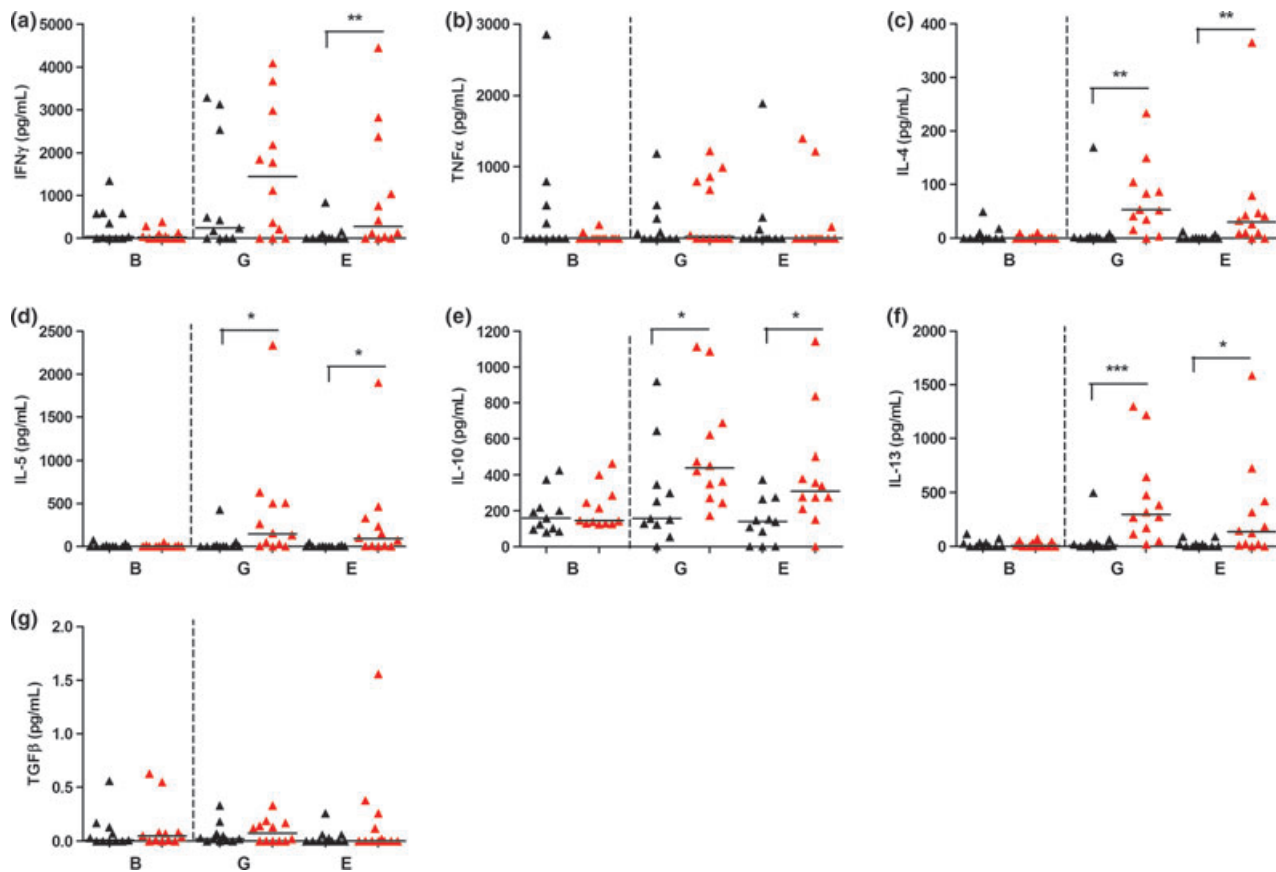 (a)
IFNγ (pg/mL)
5000
4000
3000
2000
1000
0
**
B G E
(b)
TNFα (pg/mL)
3000
2000
1000
0
B G E
(c)
IL-4 (pg/mL)
400
300
200
100
0
**
**
B G E
(d)
IL-5 (pg/mL)
2500
2000
1500
1000
500
0
*
*
B G E
(e)
IL-10 (pg/mL)
1200
1000
800
600
400
200
0
*
*
B G E
(f)
IL-13 (pg/mL)
2000
1500
1000
500
0
***
*
B G E
(g)
TGFβ (pg/mL)
2.0
1.5
1.0
0.5
0.0
B G E